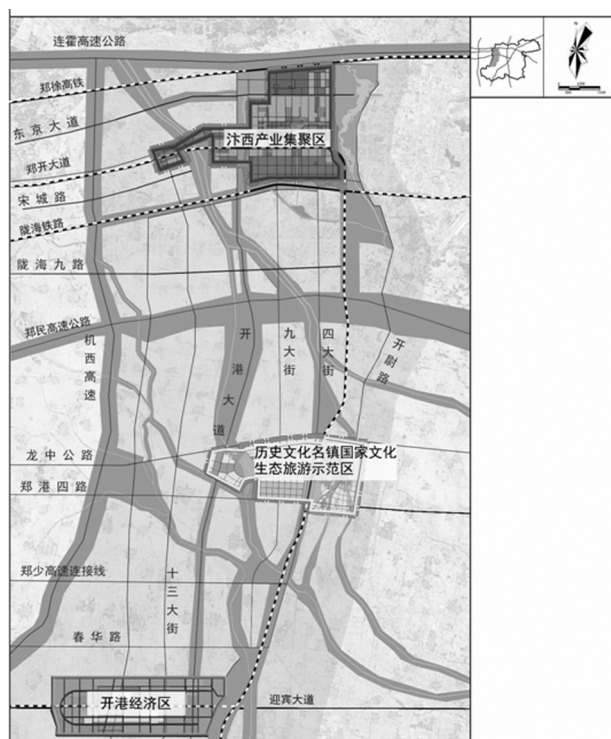 连霍高速公路
郑徐高铁
东京大道
汴西产业集聚区
郑开大道
宋城路
陇海铁路
陇海九路
郑民高速公路
机西高速
开港大道
九大街
四大街
开尉路
历史文化名镇国家文化
生态旅游示范区
龙中公路
郑港四路
郑少高速连接线
十三大街
春华路
开港经济区
迎宾大道